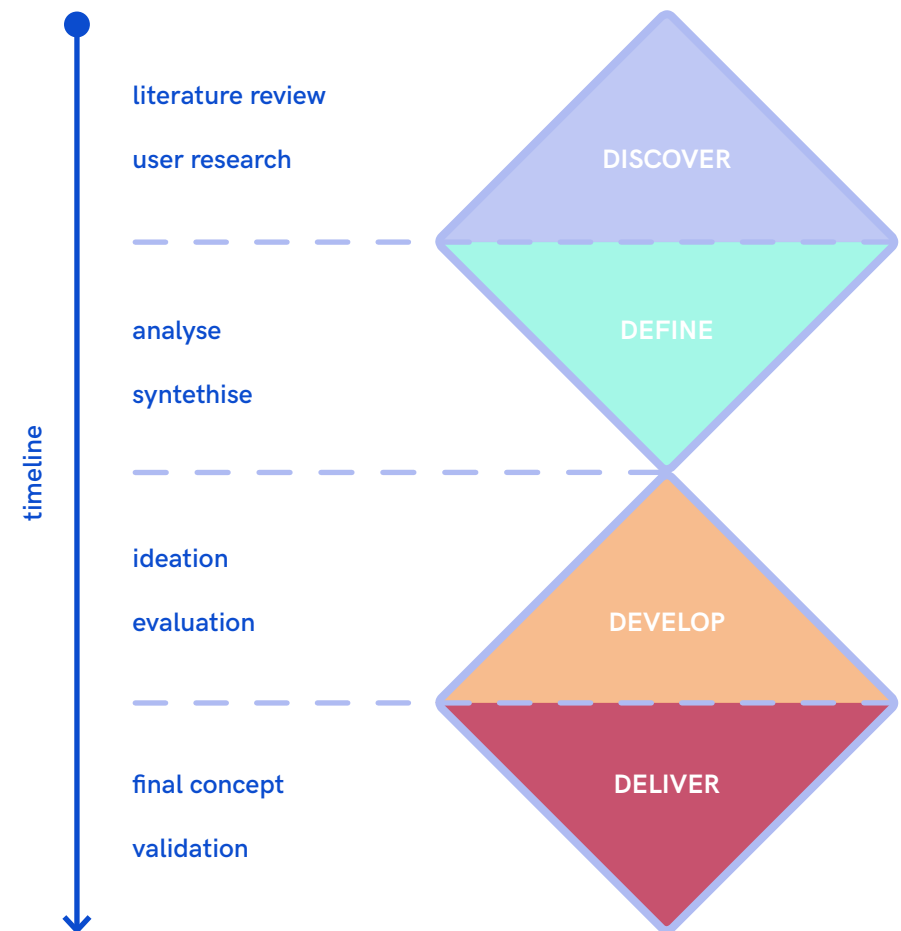 literature review
user research
DISCOVER
analyse
DEFINE
syntethise
timeline
ideation
evaluation
DEVELOP
final concept
DELIVER
validation